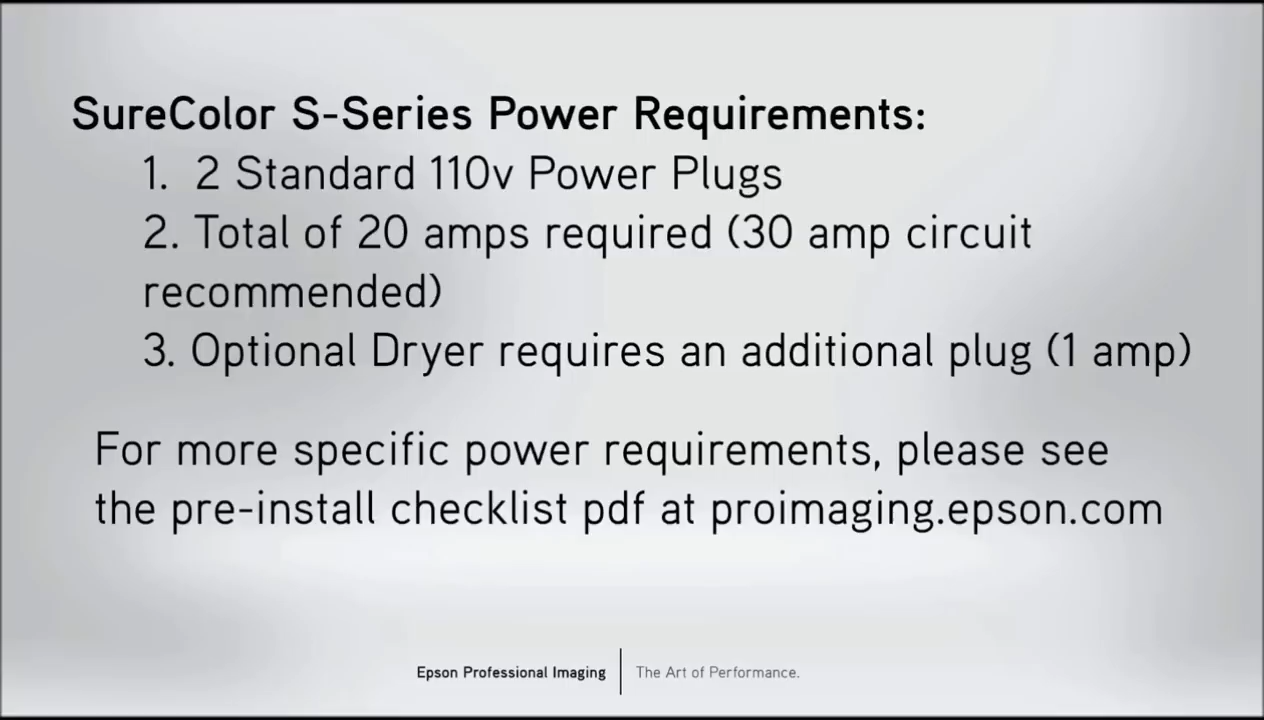 SureColor S-Series Power Requirements:
1. 2 Standard 110v Power Plugs
2. Total of 20 amps required (30 amp circuit
recommended)
3. Optional Dryer requires an additional plug (1 amp)
For more specific power requirements, please see
the pre-install checklist pdf at proimaging.epson.com
Epson Professional Imaging | The Art of Performance.